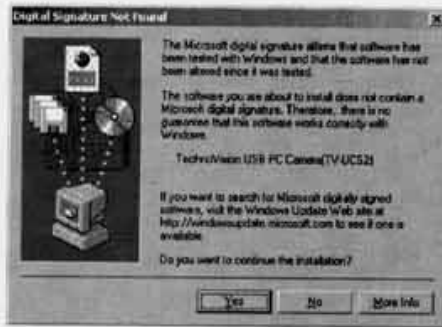 Digital Signature Not Found
The Microsoft digital signature affirms that software has
been tested with Windows and that the software has not
been altered since it was tested.
The software you are about to install does not contain a
Microsoft digital signature. Therefore, there is no
guarantee that this software works correctly with
Windows.
TechnoVision USB PC Camera(TV-UCS2)
If you want to search for Microsoft digitally signed
software, visit the Windows Update Web site at
http://windowsupdate.microsoft.com to see if one is
available.
Do you want to continue the installation?
Yes No More Info